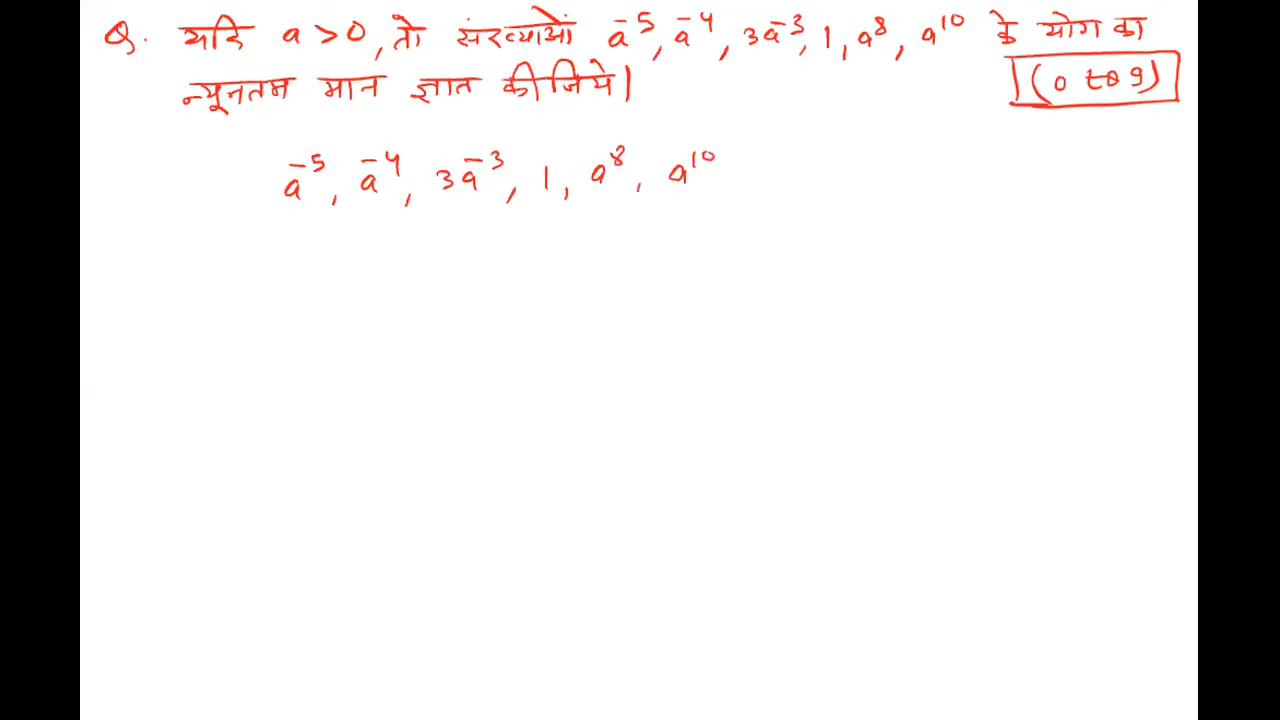 Q. यदि a > 0, तो संख्याओं a⁻⁵, a⁻⁴, 3a⁻³, 1, a⁸, a¹⁰ के योग का
न्यूनतम मान ज्ञात कीजिये। (0 to 9)
a⁻⁵, a⁻⁴, 3a⁻³, 1, a⁸, a¹⁰